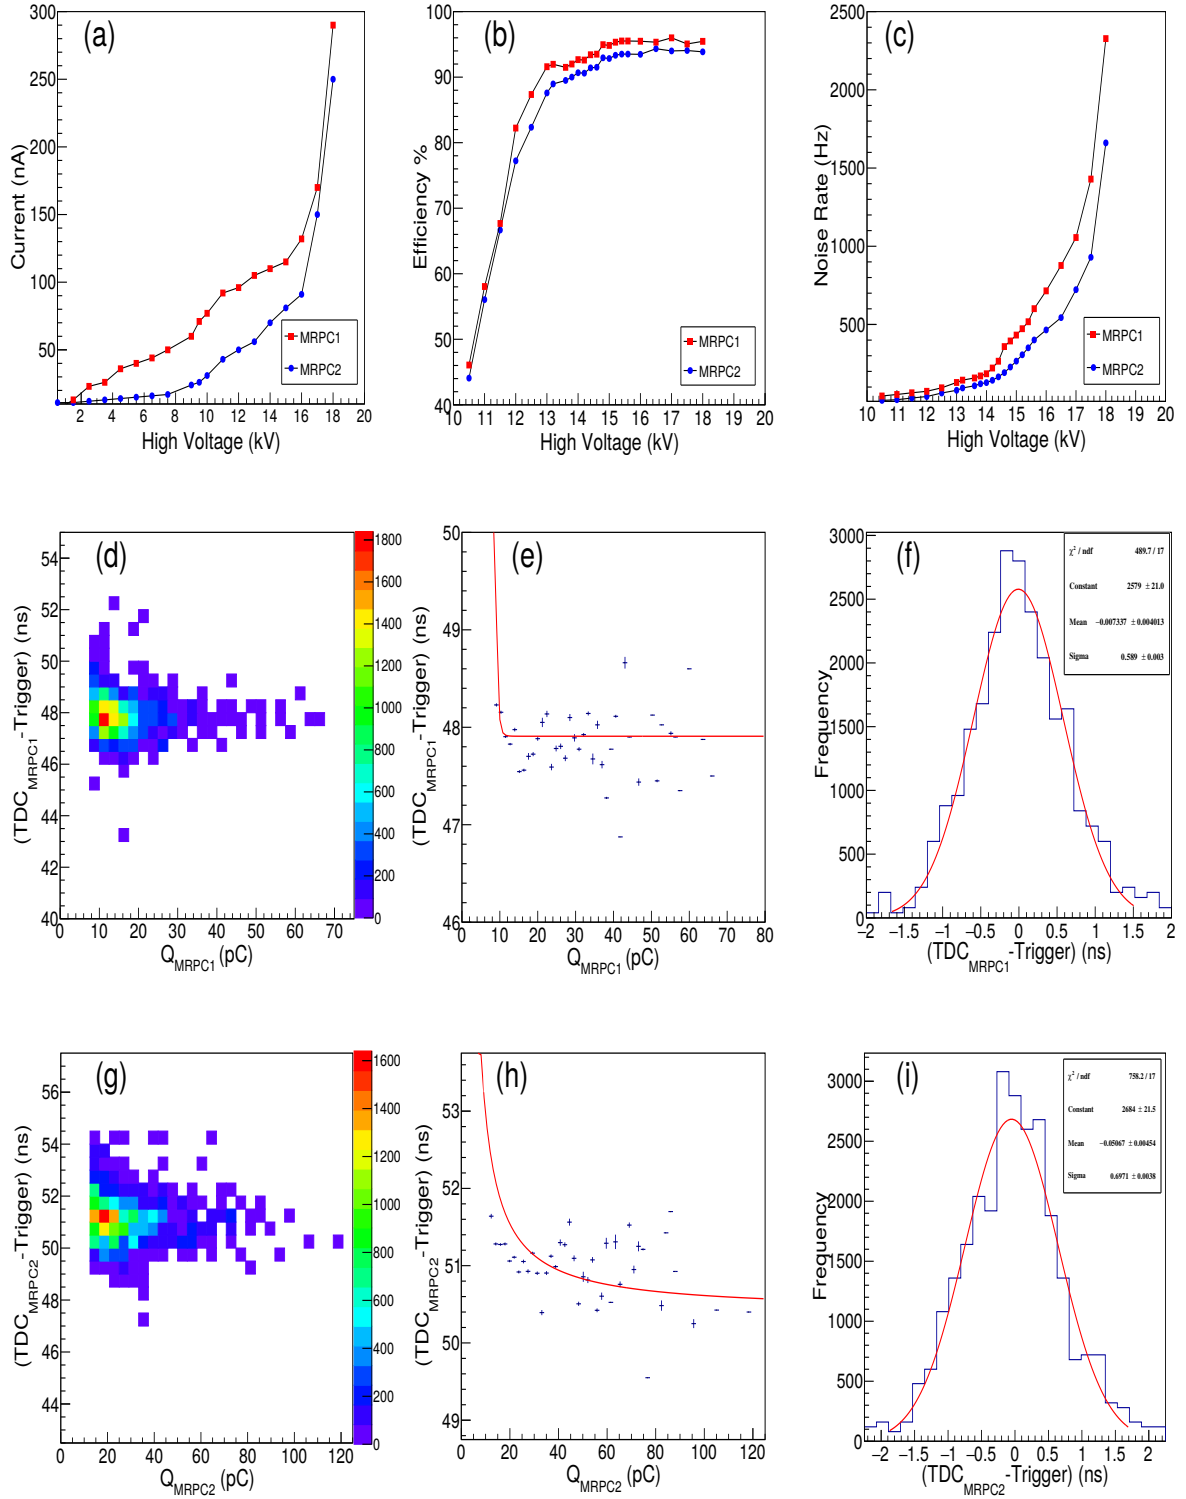 (a)
Current (nA)
300
250
200
150
100
50
2 4 6 8 10 12 14 16 18 20
High Voltage (kV)
MRPC1
MRPC2
(b)
Efficiency %
100
90
80
70
60
50
40
10 11 12 13 14 15 16 17 18 19 20
High Voltage (kV)
MRPC1
MRPC2
(c)
Noise Rate (Hz)
2500
2000
1500
1000
500
10 11 12 13 14 15 16 17 18 19 20
High Voltage (kV)
MRPC1
MRPC2
(d)
(TDC_MRPC1-Trigger) (ns)
54
52
50
48
46
44
42
40
0 10 20 30 40 50 60 70
Q_MRPC1 (pC)
1800
1600
1400
1200
1000
800
600
400
200
0
(e)
(TDC_MRPC1-Trigger) (ns)
50
49
48
47
46
0 10 20 30 40 50 60 70 80
Q_MRPC1 (pC)
(f)
Frequency
3000
2500
2000
1500
1000
500
0
−2 −1.5 −1 −0.5 0 0.5 1 1.5 2
(TDC_MRPC1-Trigger) (ns)
χ² / ndf 489.7 / 17
Constant 2579 ± 21.0
Mean −0.007337 ± 0.004013
Sigma 0.589 ± 0.003
(g)
(TDC_MRPC2-Trigger) (ns)
56
54
52
50
48
46
44
0 20 40 60 80 100 120
Q_MRPC2 (pC)
1600
1400
1200
1000
800
600
400
200
0
(h)
(TDC_MRPC2-Trigger) (ns)
53
52
51
50
49
0 20 40 60 80 100 120
Q_MRPC2 (pC)
(i)
Frequency
3000
2500
2000
1500
1000
500
0
−2 −1.5 −1 −0.5 0 0.5 1 1.5 2
(TDC_MRPC2-Trigger) (ns)
χ² / ndf 758.2 / 17
Constant 2684 ± 21.5
Mean −0.05067 ± 0.00454
Sigma 0.6971 ± 0.0038